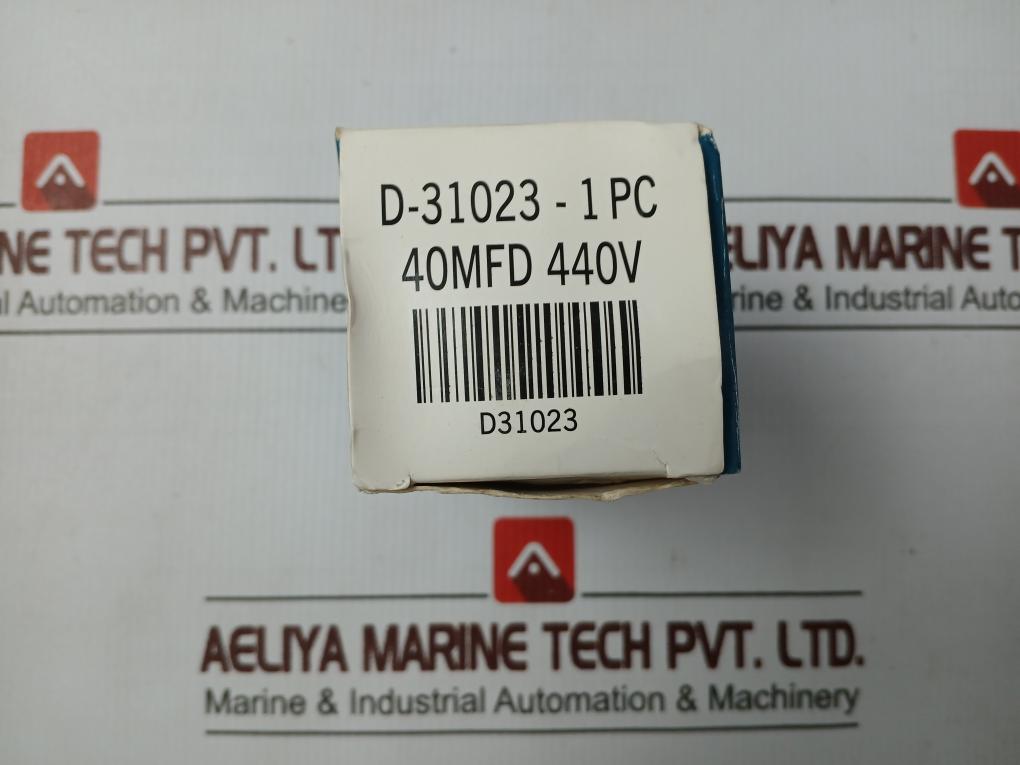 D-31023 - 1 PC
40MFD 440V
D31023
NE TECH PVT. LT
l Automation & Machine
ELIYA MARINE T
rine & Industrial Auto
AELIYA MARINE TECH PVT. LTD.
Marine & Industrial Automation & Machinery